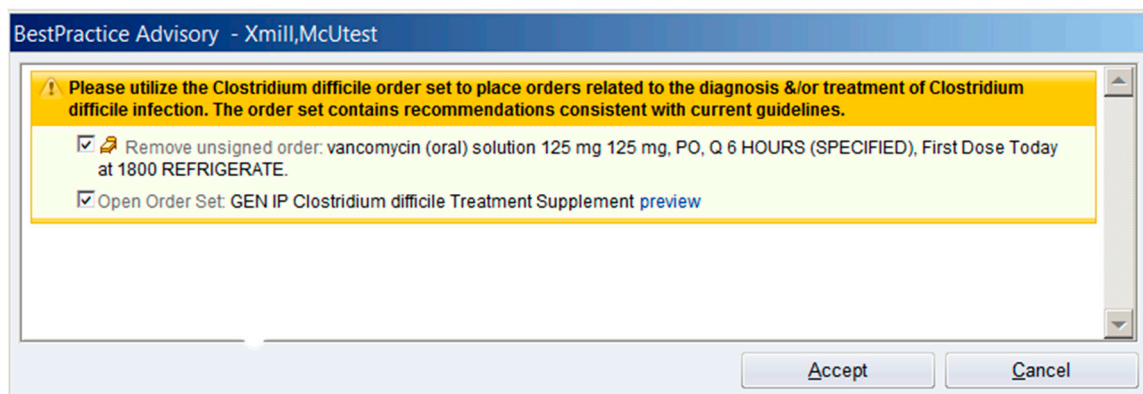 BestPractice Advisory - Xmill,McUtest
Please utilize the Clostridium difficile order set to place orders related to the diagnosis &/or treatment of Clostridium
difficile infection. The order set contains recommendations consistent with current guidelines.
Remove unsigned order: vancomycin (oral) solution 125 mg 125 mg, PO, Q 6 HOURS (SPECIFIED), First Dose Today
at 1800 REFRIGERATE.
Open Order Set: GEN IP Clostridium difficile Treatment Supplement preview
Accept Cancel